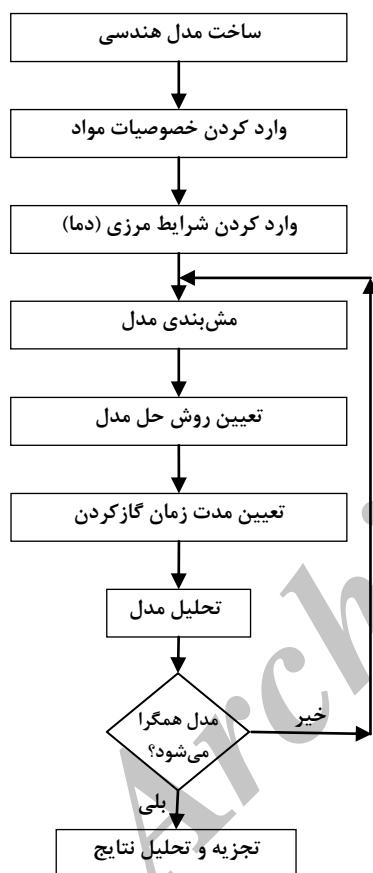 ساخت مدل هندسی
وارد کردن خصوصیات مواد
وارد کردن شرایط مرزی (دما)
مش‌بندی مدل
تعیین روش حل مدل
تعیین مدت زمان گازکردن
تحلیل مدل
مدل همگرا
می‌شود؟
خیر
بلی
تجزیه و تحلیل نتایج
Archi